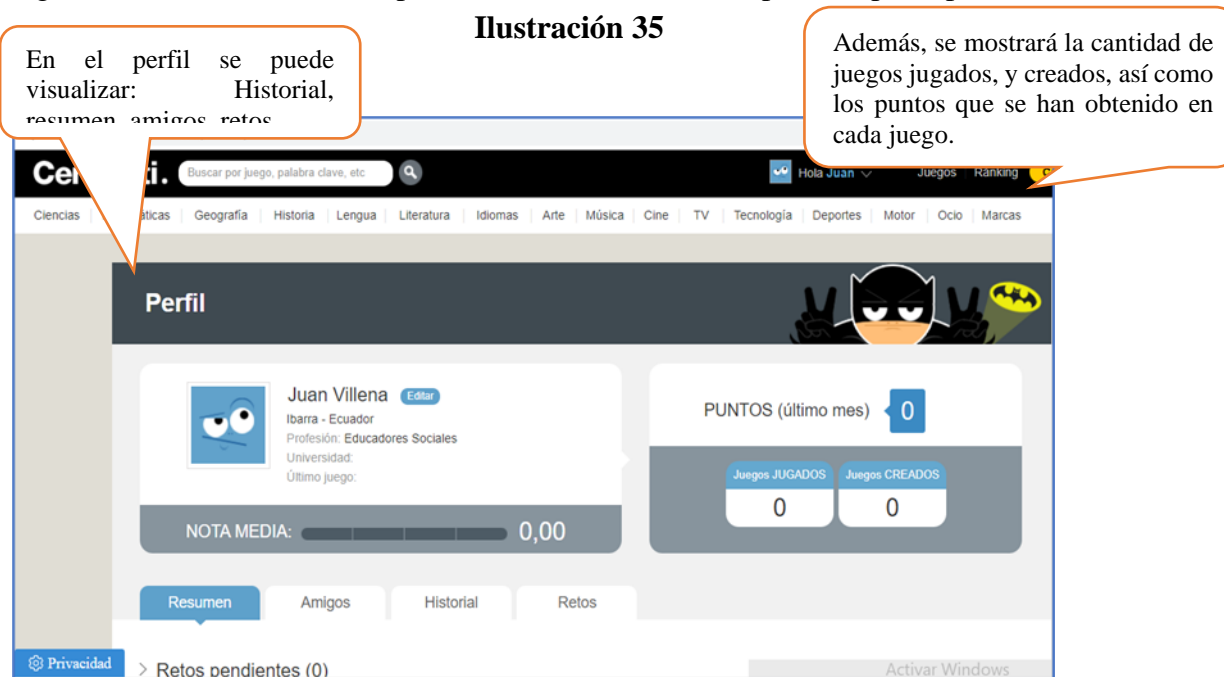 Ilustración 35
En el perfil se puede
visualizar: Historial,
resumen, amigos, retos
Además, se mostrará la cantidad de
juegos jugados, y creados, así como
los puntos que se han obtenido en
cada juego.
Buscar por juego, palabra clave, etc
Hola Juan
Juegos
Ranking
Ciencias
Geografía
Historia
Lengua
Literatura
Idiomas
Arte
Música
Cine
TV
Tecnología
Deportes
Motor
Ocio
Marcas
Perfil
Juan Villena Editar
Ibarra - Ecuador
Profesión: Educadores Sociales
Universidad:
Último juego:
NOTA MEDIA: 0,00
PUNTOS (último mes) 0
Juegos JUGADOS
0
Juegos CREADOS
0
Resumen
Amigos
Historial
Retos
Privacidad
Retos pendientes (0)
Activar Windows